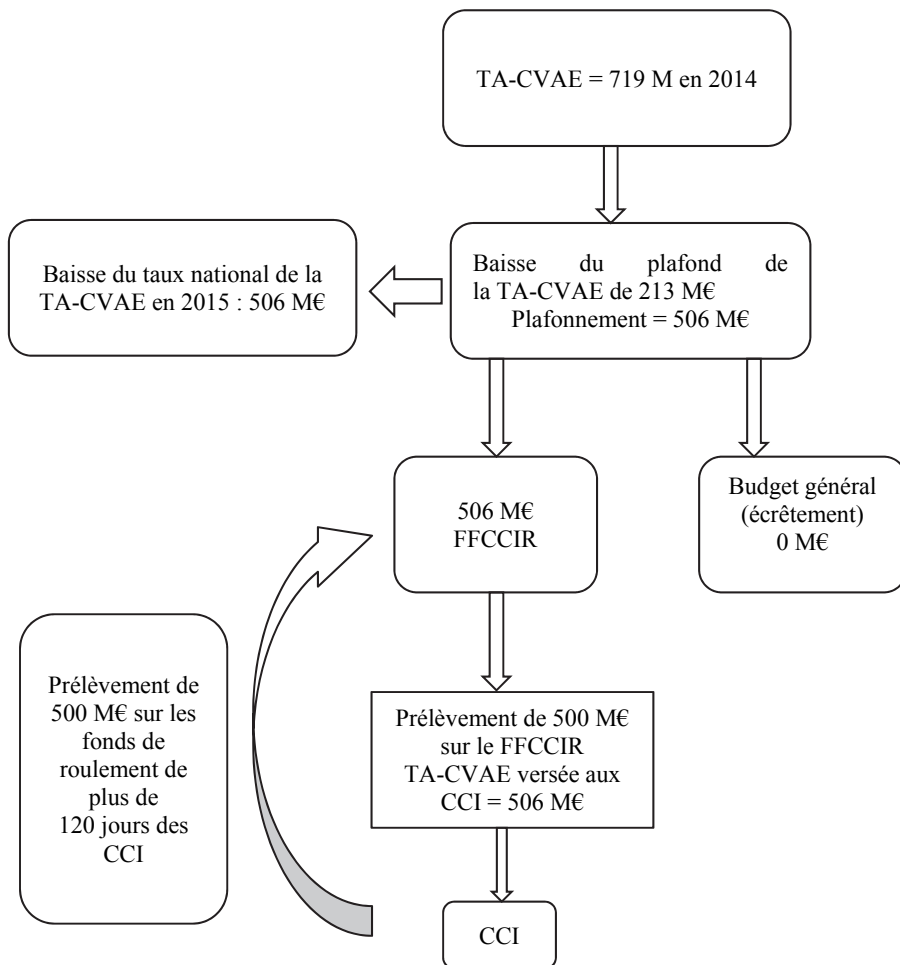 TA-CVAE = 719 M en 2014
Baisse du taux national de la
TA-CVAE en 2015 : 506 M€
Baisse du plafond de
la TA-CVAE de 213 M€
Plafonnement = 506 M€
506 M€
FFCCIR
Budget général
(écrêtement)
0 M€
Prélèvement de
500 M€ sur les
fonds de
roulement de
plus de
120 jours des
CCI
Prélèvement de 500 M€
sur le FFCCIR
TA-CVAE versée aux
CCI = 506 M€
CCI